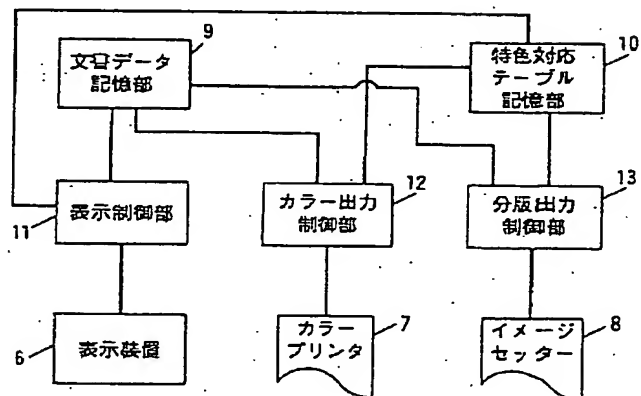 9
文書データ
記憶部
特色対応
テーブル
記憶部
10
表示制御部
11
カラー出力
制御部
12
分版出力
制御部
13
表示装置
6
カラー
プリンタ
7
イメージ
セッター
8